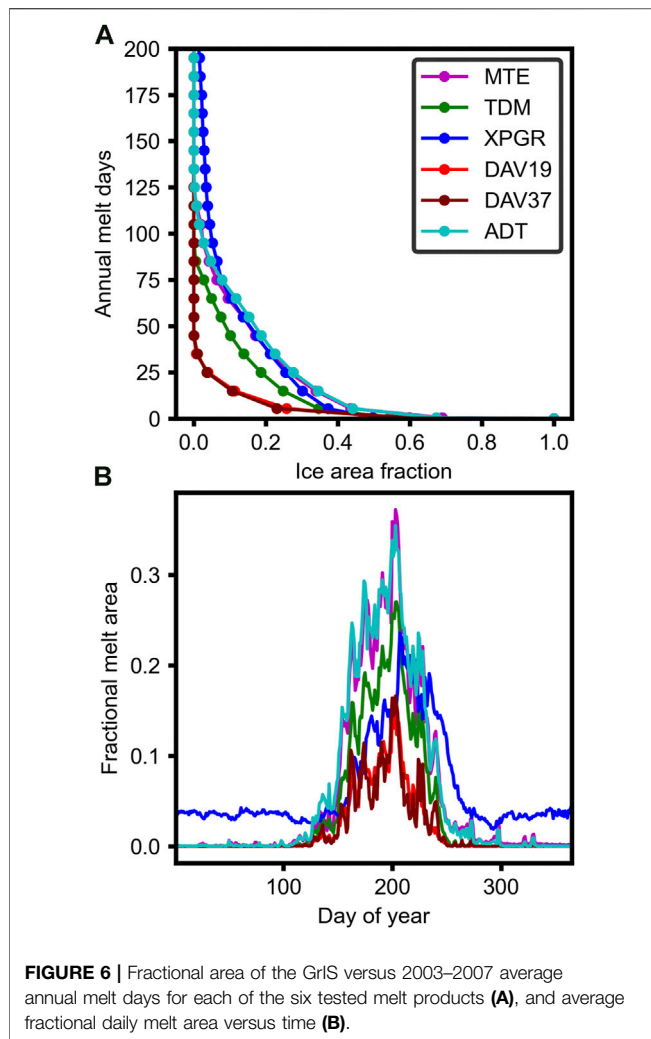 A
200
175
150
125
100
75
50
25
0
Annual melt days
MTE
TDM
XPGR
DAV19
DAV37
ADT
0.0 0.2 0.4 0.6 0.8 1.0
Ice area fraction
B
0.3
0.2
0.1
0.0
Fractional melt area
100 200 300
Day of year
FIGURE 6 | Fractional area of the GrIS versus 2003–2007 average
annual melt days for each of the six tested melt products (A), and average
fractional daily melt area versus time (B).